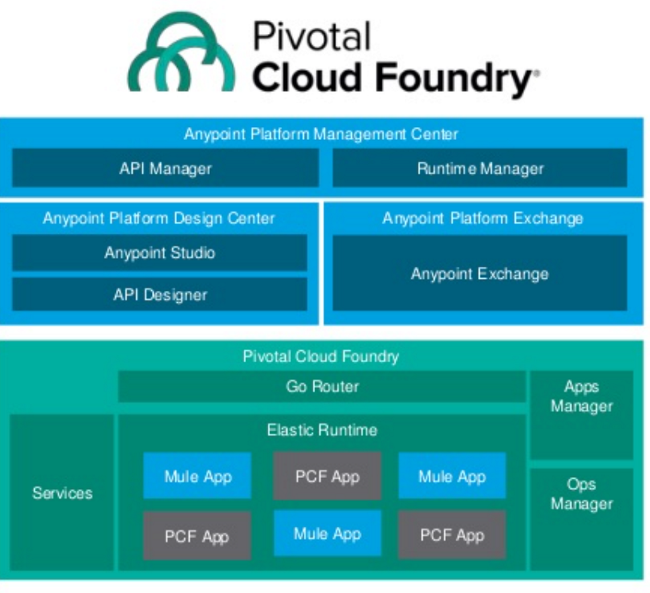 Pivotal
Cloud Foundry
Anypoint Platform Management Center
API Manager
Runtime Manager
Anypoint Platform Design Center
Anypoint Studio
API Designer
Anypoint Platform Exchange
Anypoint Exchange
Pivotal Cloud Foundry
Go Router
Apps
Manager
Services
Elastic Runtime
Mule App
PCF App
Mule App
PCF App
Mule App
PCF App
Ops
Manager